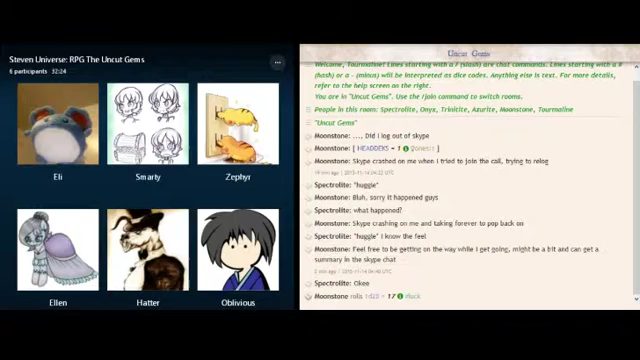 Steven Universe: RPG The Uncut Gems
6 participants 32:24
Eli
Smarty
Zephyr
Ellen
Hatter
Oblivious
Uncut Gems
Welcome, Tourmaline! Lines starting with a / (slash) are chat commands. Lines starting with a #
(hash) or a - (minus) will be interpreted as dice codes. Anything else is text. For more details,
refer to the help screen on the right.
You are in "Uncut Gems". Use the /join command to switch rooms.
People in this room: Spectrolite, Onyx, Trinitite, Azurite, Moonstone, Tourmaline
"Uncut Gems"
Moonstone: ...., Did I log out of skype
Moonstone: [ HEADDEKS = 1
Moonstone: Skype crashed on me when I tried to join the call, trying to relog
Spectrolite: *huggle*
Moonstone: Bluh, sorry it happened guys
Spectrolite: what happened?
Moonstone: Skype crashing on me and taking forever to pop back on
Spectrolite: *huggle* I know the feel
Moonstone: Feel free to be getting on the way while I get going, might be a bit and can get a
summary in the skype chat
Spectrolite: Okee
Moonstone rolls 1d20 = 17 #luck